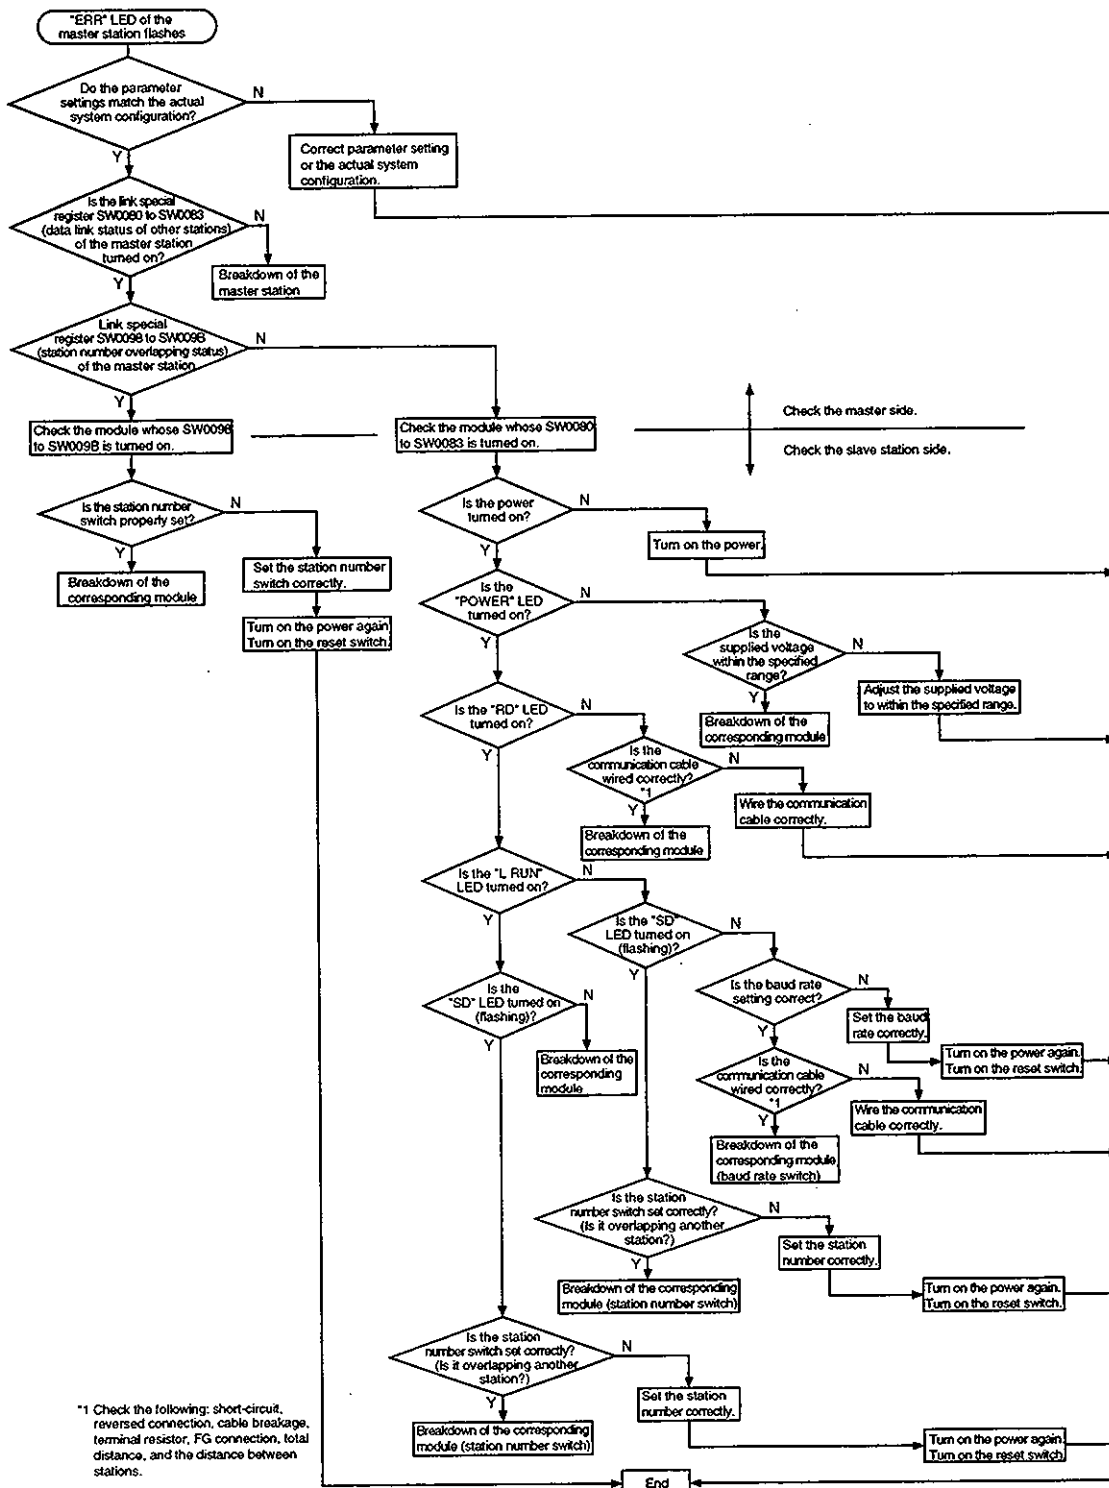 "ERR" LED of the
master station flashes
Do the parameter
settings match the actual
system configuration?
N
Y
Correct parameter setting
or the actual system
configuration.
Is the link special
register SW0080 to SW0083
(data link status of other stations)
of the master station
turned on?
N
Y
Breakdown of the
master station
Link special
register SW0098 to SW009B
(station number overlapping status)
of the master station
N
Y
Check the module whose SW0098
to SW009B is turned on.
Check the module whose SW0080
to SW0083 is turned on.
Check the master side.
Check the slave station side.
Is the station number
switch properly set?
N
Y
Breakdown of the
corresponding module
Set the station number
switch correctly.
Turn on the power again.
Turn on the reset switch.
Is the power
turned on?
N
Y
Turn on the power.
Is the
"POWER" LED
turned on?
N
Y
Is the
supplied voltage
within the specified
range?
N
Y
Adjust the supplied voltage
to within the specified range.
Breakdown of the
corresponding module
Is the "RD" LED
turned on?
N
Y
Is the
communication cable
wired correctly?
*1
N
Y
Wire the communication
cable correctly.
Breakdown of the
corresponding module
Is the "L RUN"
LED turned on?
N
Y
Is the "SD"
LED turned on
(flashing)?
N
Y
Is the baud rate
setting correct?
N
Y
Set the baud
rate correctly.
Turn on the power again.
Turn on the reset switch.
Is the
"SD" LED turned on
(flashing)?
N
Y
Breakdown of the
corresponding
module
Is the
communication cable
wired correctly?
*1
N
Y
Wire the communication
cable correctly.
Breakdown of the
corresponding module
(baud rate switch)
Is the station
number switch set correctly?
(Is it overlapping another
station?)
N
Y
Set the station
number correctly.
Breakdown of the corresponding
module (station number switch)
Turn on the power again.
Turn on the reset switch.
Is the station
number switch set correctly?
(Is it overlapping another
station?)
N
Y
Set the station
number correctly.
Breakdown of the corresponding
module (station number switch)
Turn on the power again.
Turn on the reset switch.
*1 Check the following: short-circuit,
reversed connection, cable breakage,
terminal resistor, FG connection, total
distance, and the distance between
stations.
End